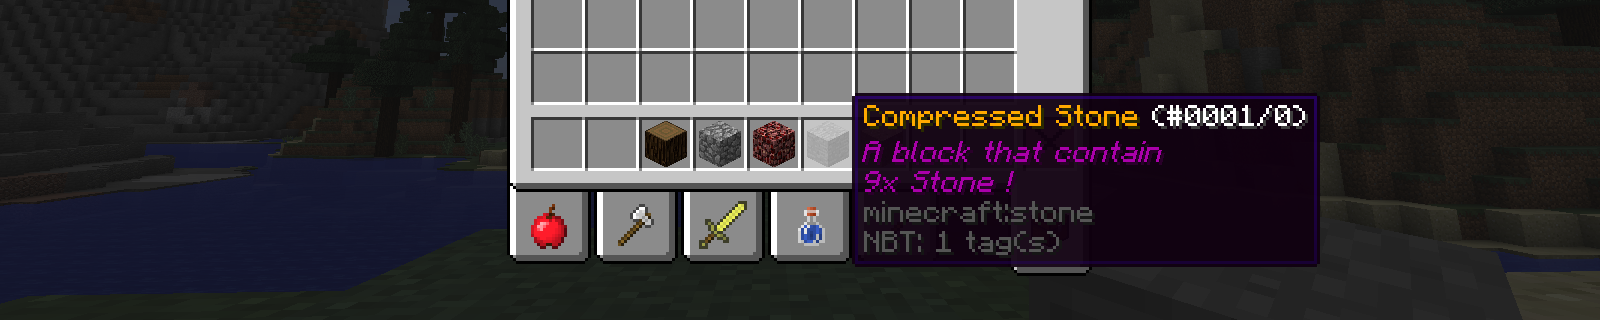 Compressed Stone (#0001/0)
A block that contain
9x Stone !
minecraft:stone
NBT: 1 tag(s)